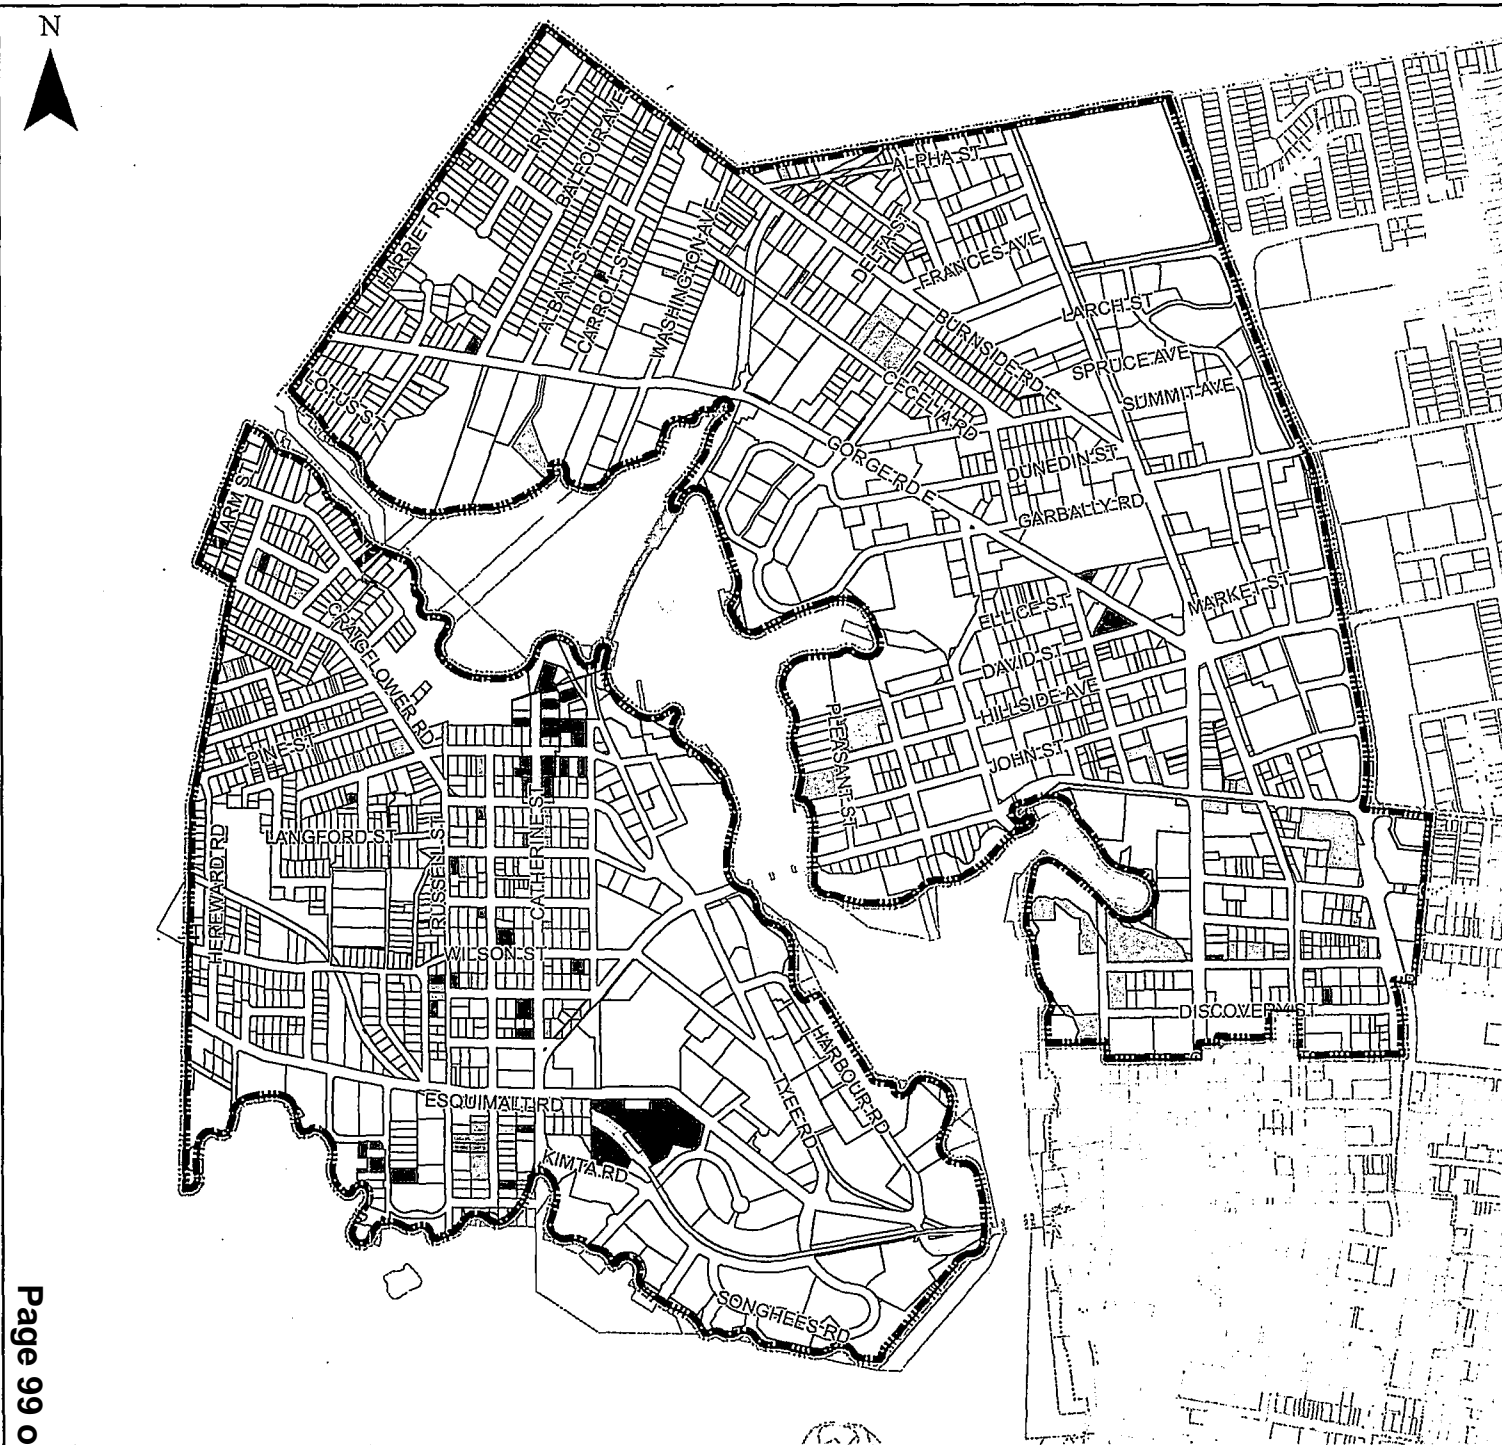 N
IRMA ST
BALFOUR AVE
HARRIET RD
ALBANY ST
CARROLL ST
WASHINGTON AVE
ALPHA ST
DELTA ST
FRANCES AVE
LARCH ST
BURNSIDE RD E
SPRUCE AVE
SUMMIT AVE
CECELIA RD
LOTUS ST
GORGE RD E
DUNEDIN ST
GARBALLY RD
ARM ST
MARKET ST
ELLICE ST
CRAIGFLOWER RD
DAVID ST
HILLSIDE AVE
PLEASANT ST
PINE ST
JOHN ST
LANGFORD ST
HEREWARD RD
RUSSELL ST
CATHERINE ST
WILSON ST
DISCOVERY ST
HARBOUR RD
TYEE RD
ESQUIMALT RD
KIMTA RD
SONGHEES RD
Page 99 o